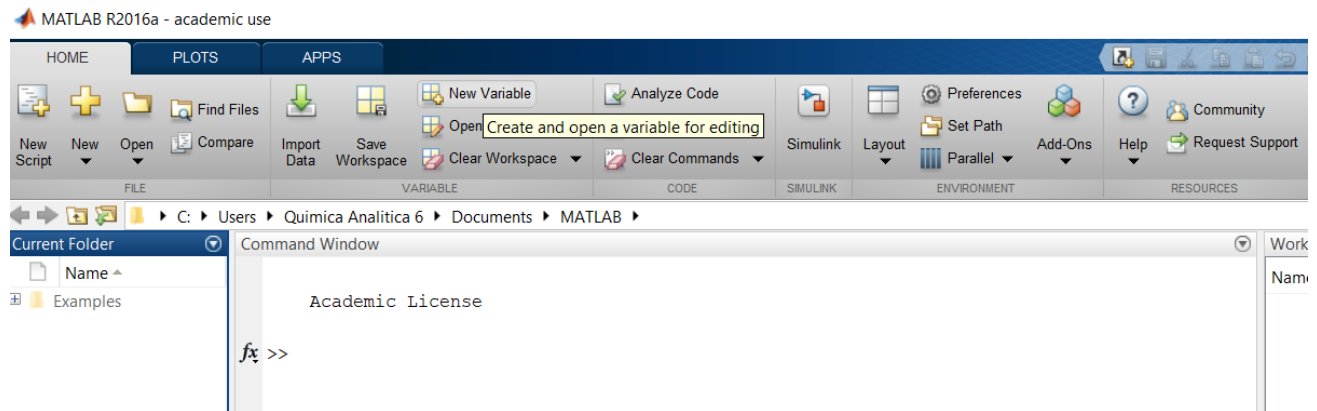 MATLAB R2016a - academic use
HOME PLOTS APPS
New Script
New
Open
Find Files
Compare
FILE
Import Data
Save Workspace
New Variable
Open
Create and open a variable for editing
Clear Workspace
VARIABLE
Analyze Code
Clear Commands
CODE
Simulink
SIMULINK
Layout
Preferences
Set Path
Parallel
Add-Ons
ENVIRONMENT
?
Help
Community
Request Support
RESOURCES
C: Users Quimica Analitica 6 Documents MATLAB
Current Folder
Name
Examples
Command Window
Academic License
fx >>
Work
Name